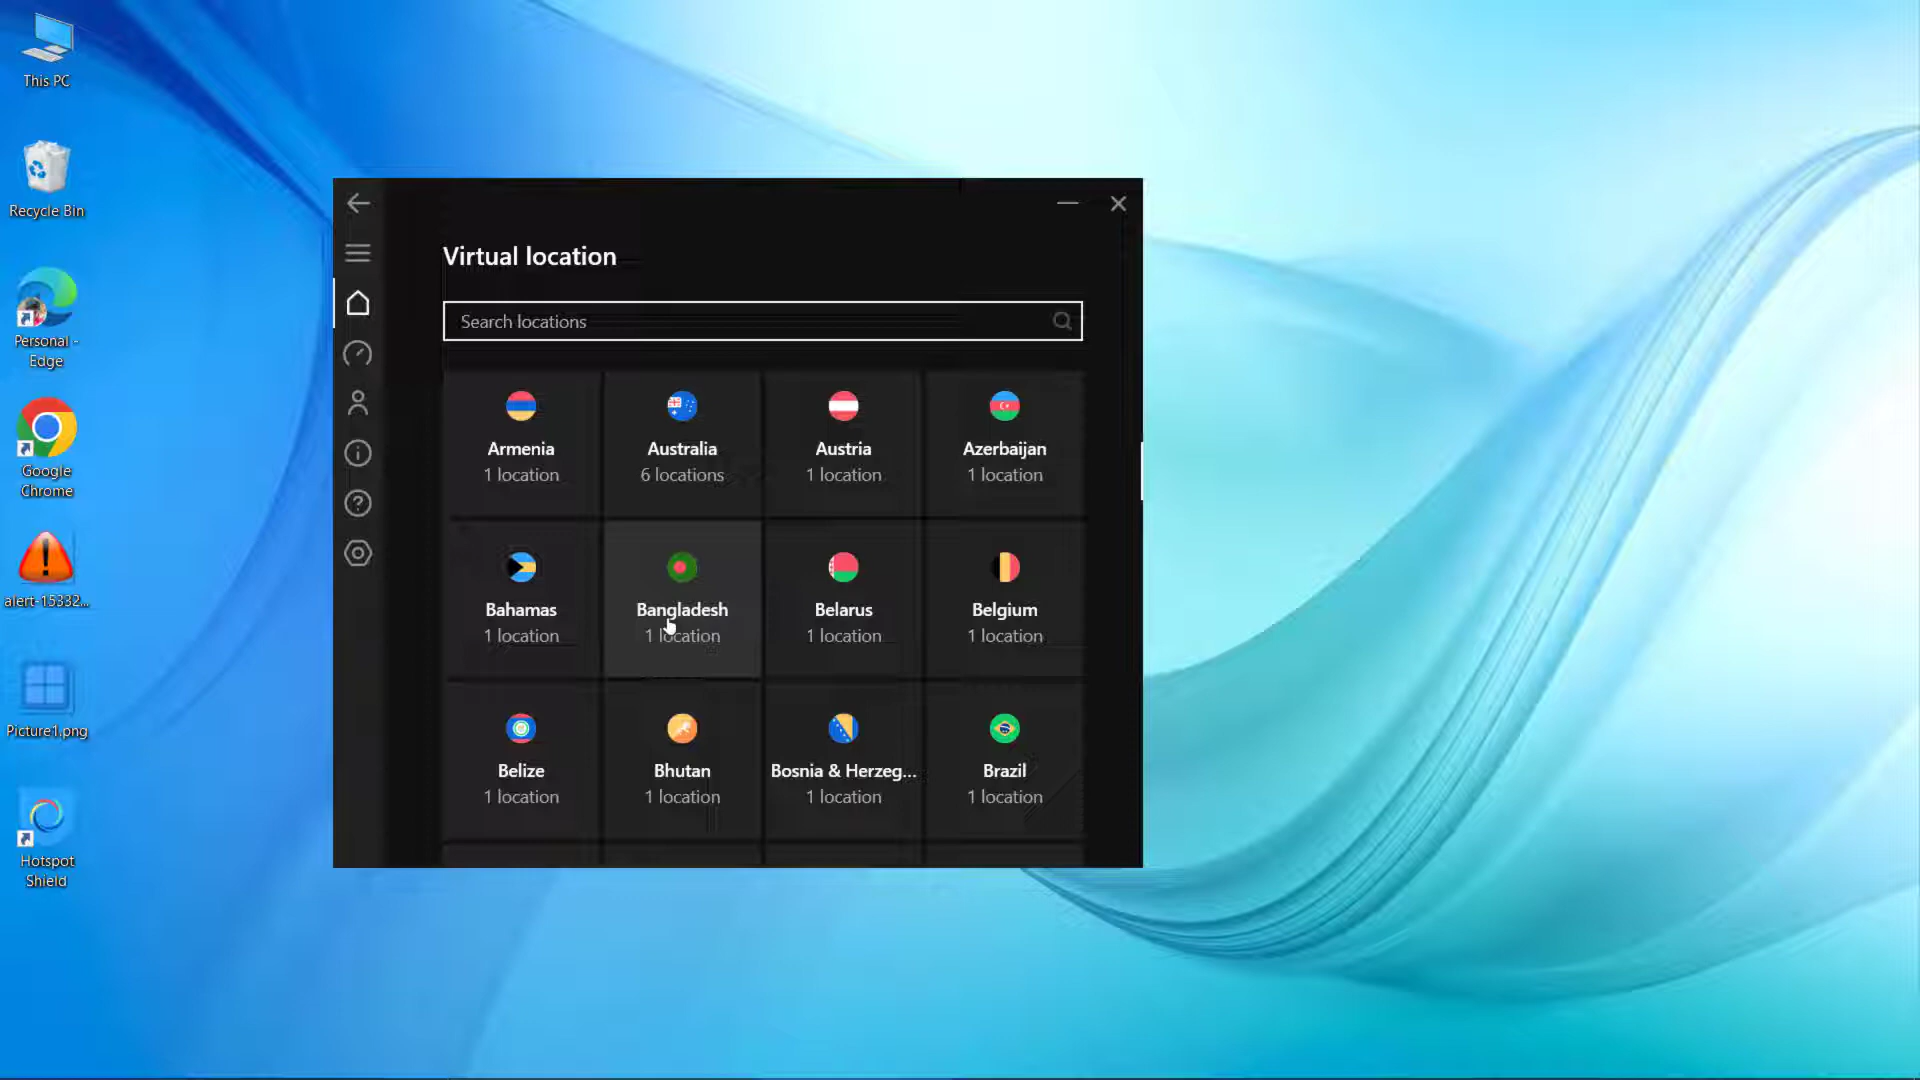 This PC
Recycle Bin
Personal -
Edge
Google
Chrome
alert-15332...
Picture1.png
Hotspot
Shield
Virtual location
Search locations
Armenia
1 location
Australia
6 locations
Austria
1 location
Azerbaijan
1 location
Bahamas
1 location
Bangladesh
1 location
Belarus
1 location
Belgium
1 location
Belize
1 location
Bhutan
1 location
Bosnia & Herzeg...
1 location
Brazil
1 location